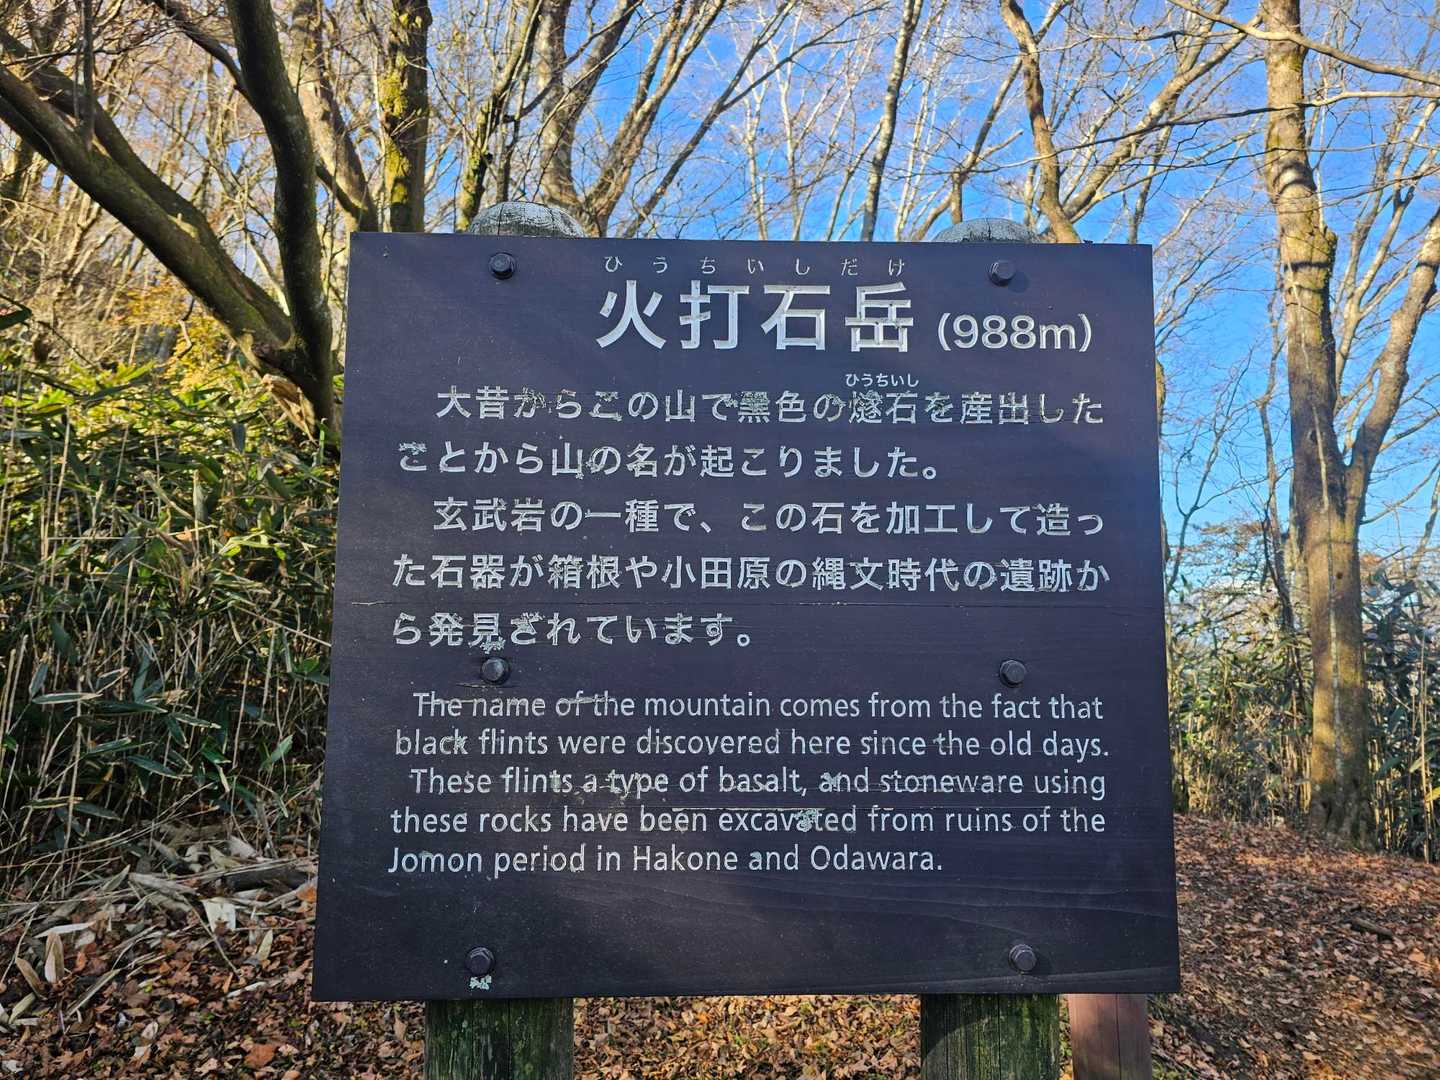 ひうちいしだけ
火打石岳 (988m)
ひうちいし
大昔からこの山で黒色の燧石を産出した
ことから山の名が起こりました。
玄武岩の一種で、この石を加工して造っ
た石器が箱根や小田原の縄文時代の遺跡か
ら発見されています。
The name of the mountain comes from the fact that
black flints were discovered here since the old days.
These flints a type of basalt, and stoneware using
these rocks have been excavated from ruins of the
Jomon period in Hakone and Odawara.